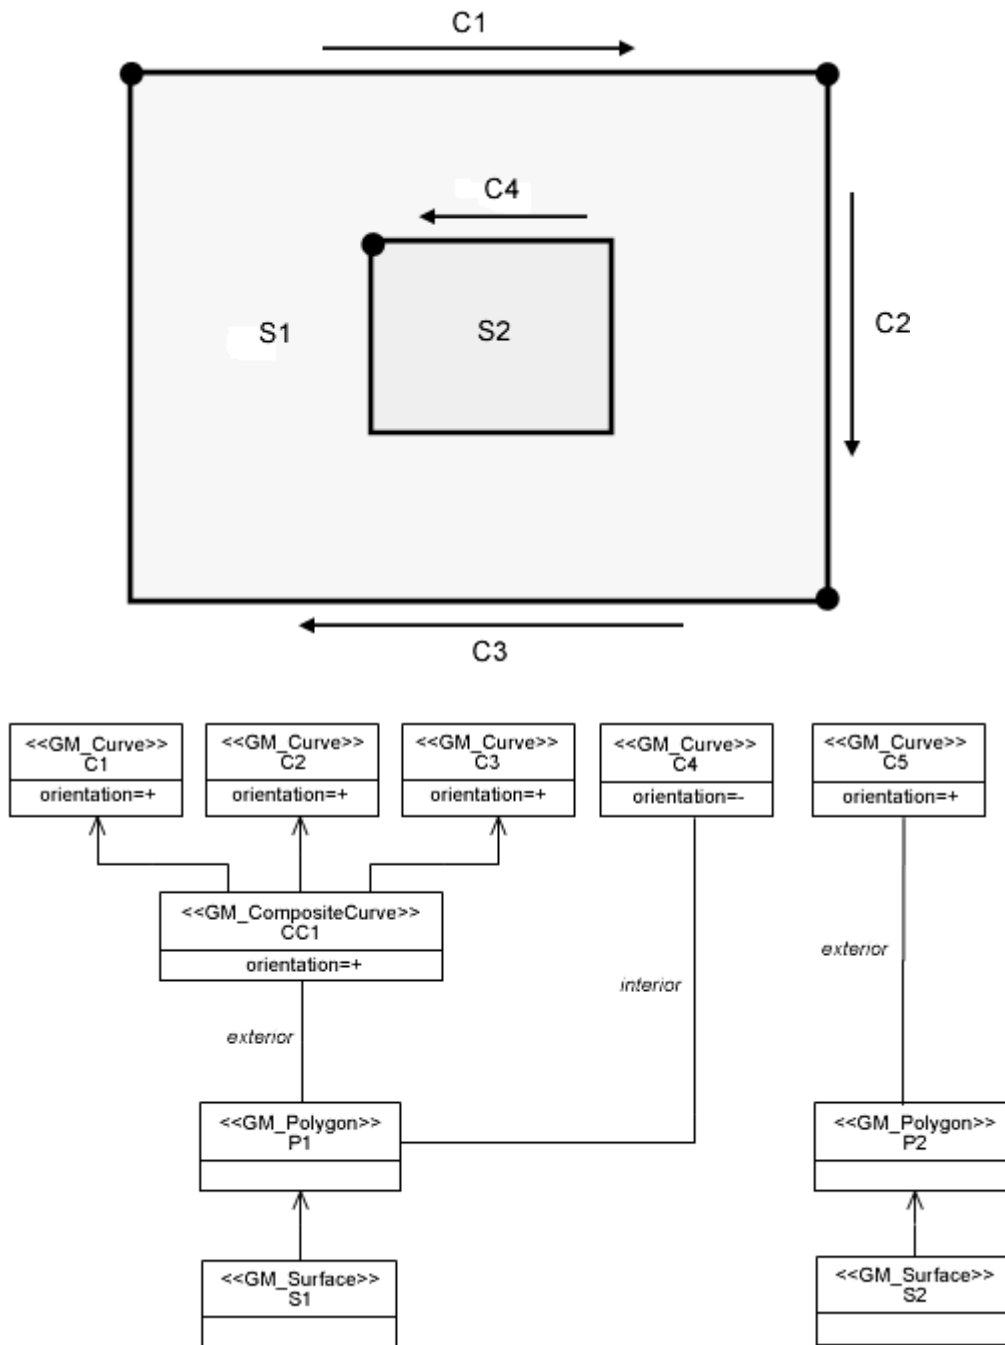 C1
C4
S1
S2
C2
C3
<<GM_Curve>>
C1
orientation=+
<<GM_Curve>>
C2
orientation=+
<<GM_Curve>>
C3
orientation=+
<<GM_Curve>>
C4
orientation=-
<<GM_Curve>>
C5
orientation=+
<<GM_CompositeCurve>>
CC1
orientation=+
exterior
interior
exterior
<<GM_Polygon>>
P1
<<GM_Polygon>>
P2
<<GM_Surface>>
S1
<<GM_Surface>>
S2